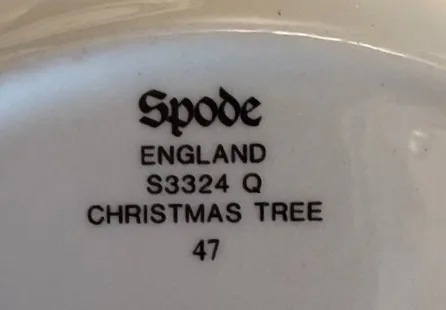 Spode
ENGLAND
S3324 Q
CHRISTMAS TREE
47